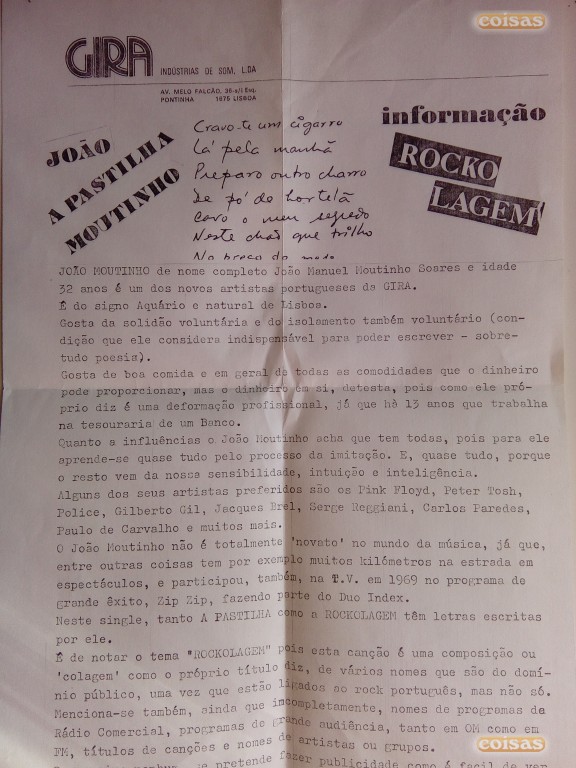 coisas
GIRA
INDÚSTRIAS DE SOM, L.DA
AV. MELO FALCÃO, 35-s/l Esq.
PONTINHA 1675 LISBOA
informação
JOÃO
A PASTILHA
MOUTINHO
Cravo-te um cigarro
Lá pela manhã
Preparo outro charro
De pó de hortelã
Cavo o meu segredo
Neste chão que trilho
Na braca do medo
ROCKO
LAGEM
JOÃO MOUTINHO de nome completo João Manuel Moutinho Soares e idade
32 anos é um dos novos artistas portugueses da GIRA.
É do signo Aquário e natural de Lisboa.
Gosta da solidão voluntária e do isolamento também voluntário (con-
dição que ele considera indispensável para poder escrever - sobre-
tudo poesia).
Gosta de boa comida e em geral de todas as comodidades que o dinheiro
pode proporcionar, mas o dinheiro em si, detesta, pois como ele pró-
prio diz é uma deformação profissional, já que há 13 anos que trabalha
na tesouraria de um Banco.
Quanto a influências o João Moutinho acha que tem todas, pois para ele
aprende-se quase tudo pelo processo da imitação. E, quase tudo, porque
o resto vem da nossa sensibilidade, intuição e inteligência.
Alguns dos seus artistas preferidos são os Pink Floyd, Peter Tosh,
Police, Gilberto Gil, Jacques Brel, Serge Reggiani, Carlos Paredes,
Paulo de Carvalho e muitos mais.
O João Moutinho não é totalmente 'novato' no mundo da música, já que,
entre outras coisas tem por exemplo muitos kilómetros na estrada em
espectáculos, e participou, também, na T.V. em 1969 no programa de
grande êxito, Zip Zip, fazendo parte do Duo Index.
Neste single, tanto A PASTILHA como a ROCKOLAGEM têm letras escritas
por ele.
É de notar o tema "ROCKOLAGEM" pois esta canção é uma composição ou
'colagem' como o próprio título diz, de vários nomes que são do domí-
nio público, uma vez que estão ligados ao rock português, mas não só.
Menciona-se também, ainda que incompletamente, nomes de programas de
Rádio Comercial, programas de grande audiência, tanto em OM como em
FM, títulos de canções e nomes de artistas ou grupos.
se pretende fazer publicidade como é facil de ver
coisas